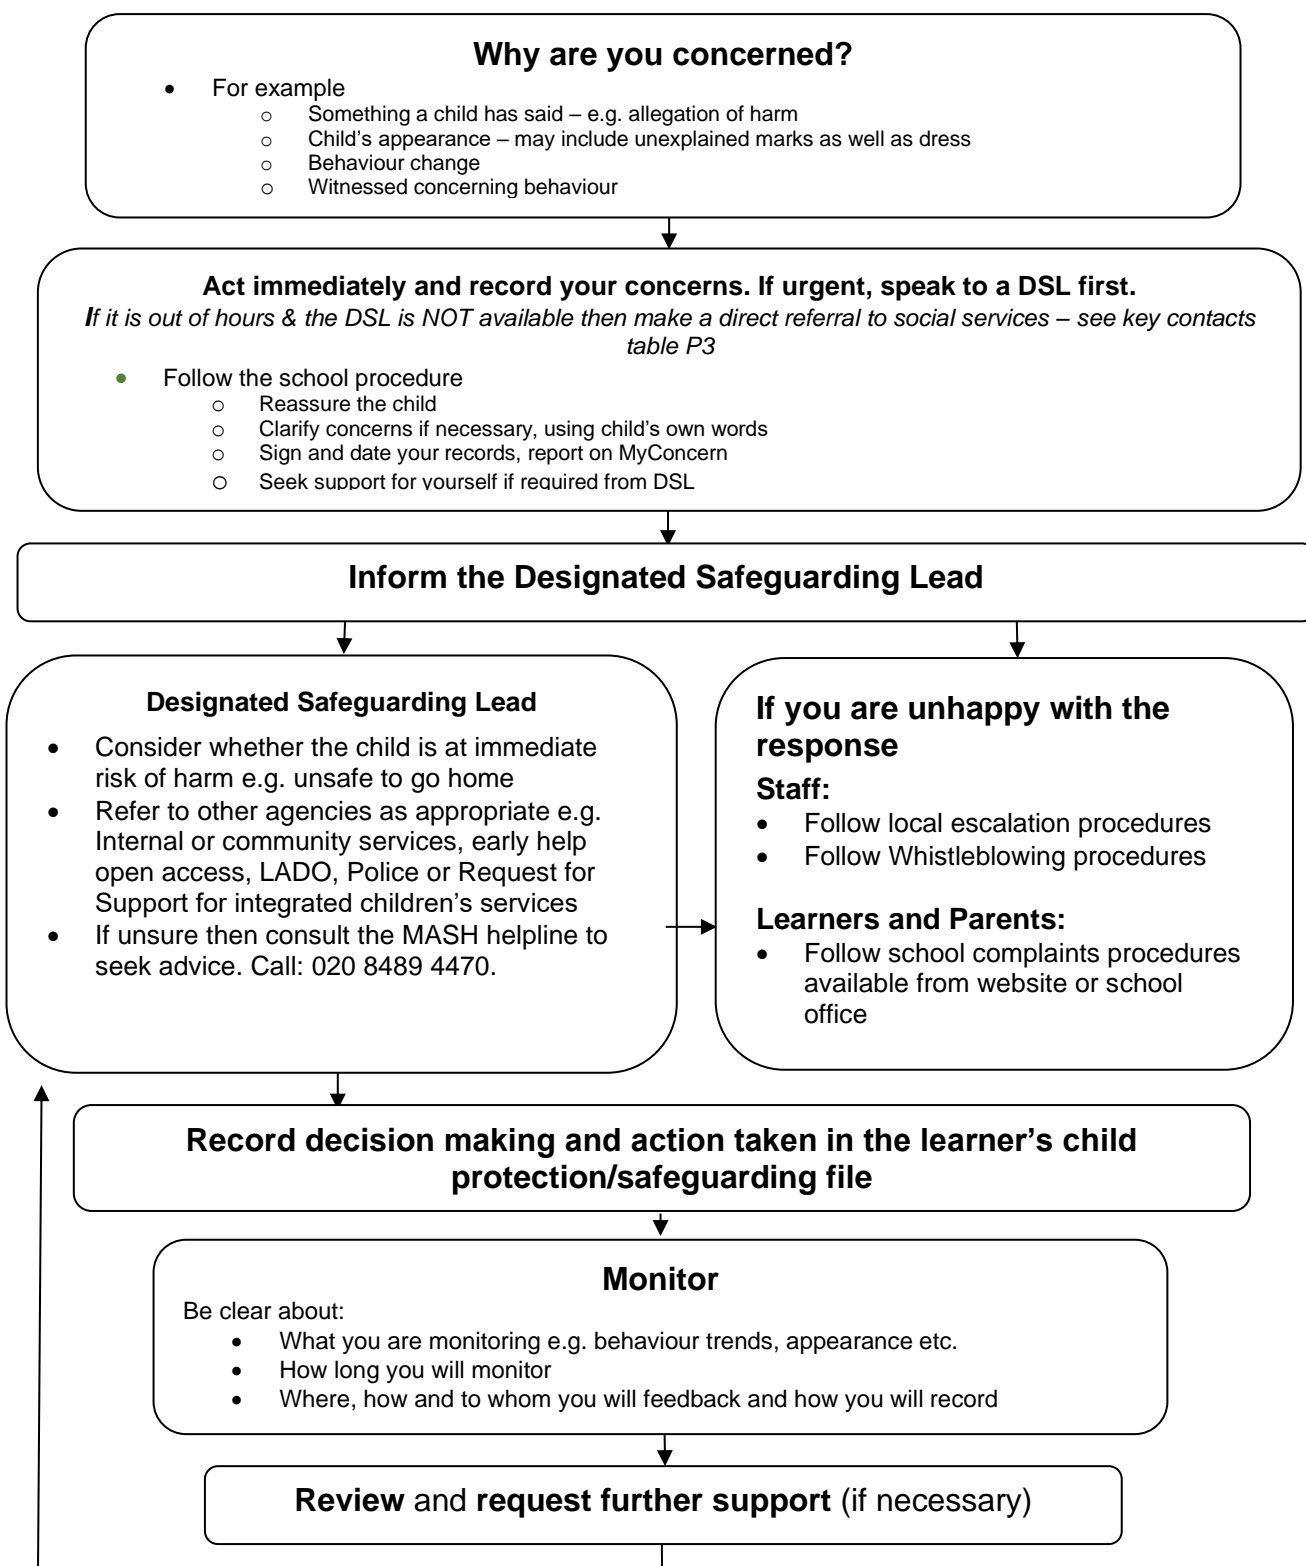 Why are you concerned?
• For example
o Something a child has said – e.g. allegation of harm
o Child’s appearance – may include unexplained marks as well as dress
o Behaviour change
o Witnessed concerning behaviour
Act immediately and record your concerns. If urgent, speak to a DSL first.
If it is out of hours & the DSL is NOT available then make a direct referral to social services – see key contacts
table P3
• Follow the school procedure
o Reassure the child
o Clarify concerns if necessary, using child’s own words
o Sign and date your records, report on MyConcern
o Seek support for yourself if required from DSL
Inform the Designated Safeguarding Lead
Designated Safeguarding Lead
• Consider whether the child is at immediate
risk of harm e.g. unsafe to go home
• Refer to other agencies as appropriate e.g.
Internal or community services, early help
open access, LADO, Police or Request for
Support for integrated children’s services
• If unsure then consult the MASH helpline to
seek advice. Call: 020 8489 4470.
If you are unhappy with the
response
Staff:
• Follow local escalation procedures
• Follow Whistleblowing procedures
Learners and Parents:
• Follow school complaints procedures
available from website or school
office
Record decision making and action taken in the learner’s child
protection/safeguarding file
Monitor
Be clear about:
• What you are monitoring e.g. behaviour trends, appearance etc.
• How long you will monitor
• Where, how and to whom you will feedback and how you will record
Review and request further support (if necessary)